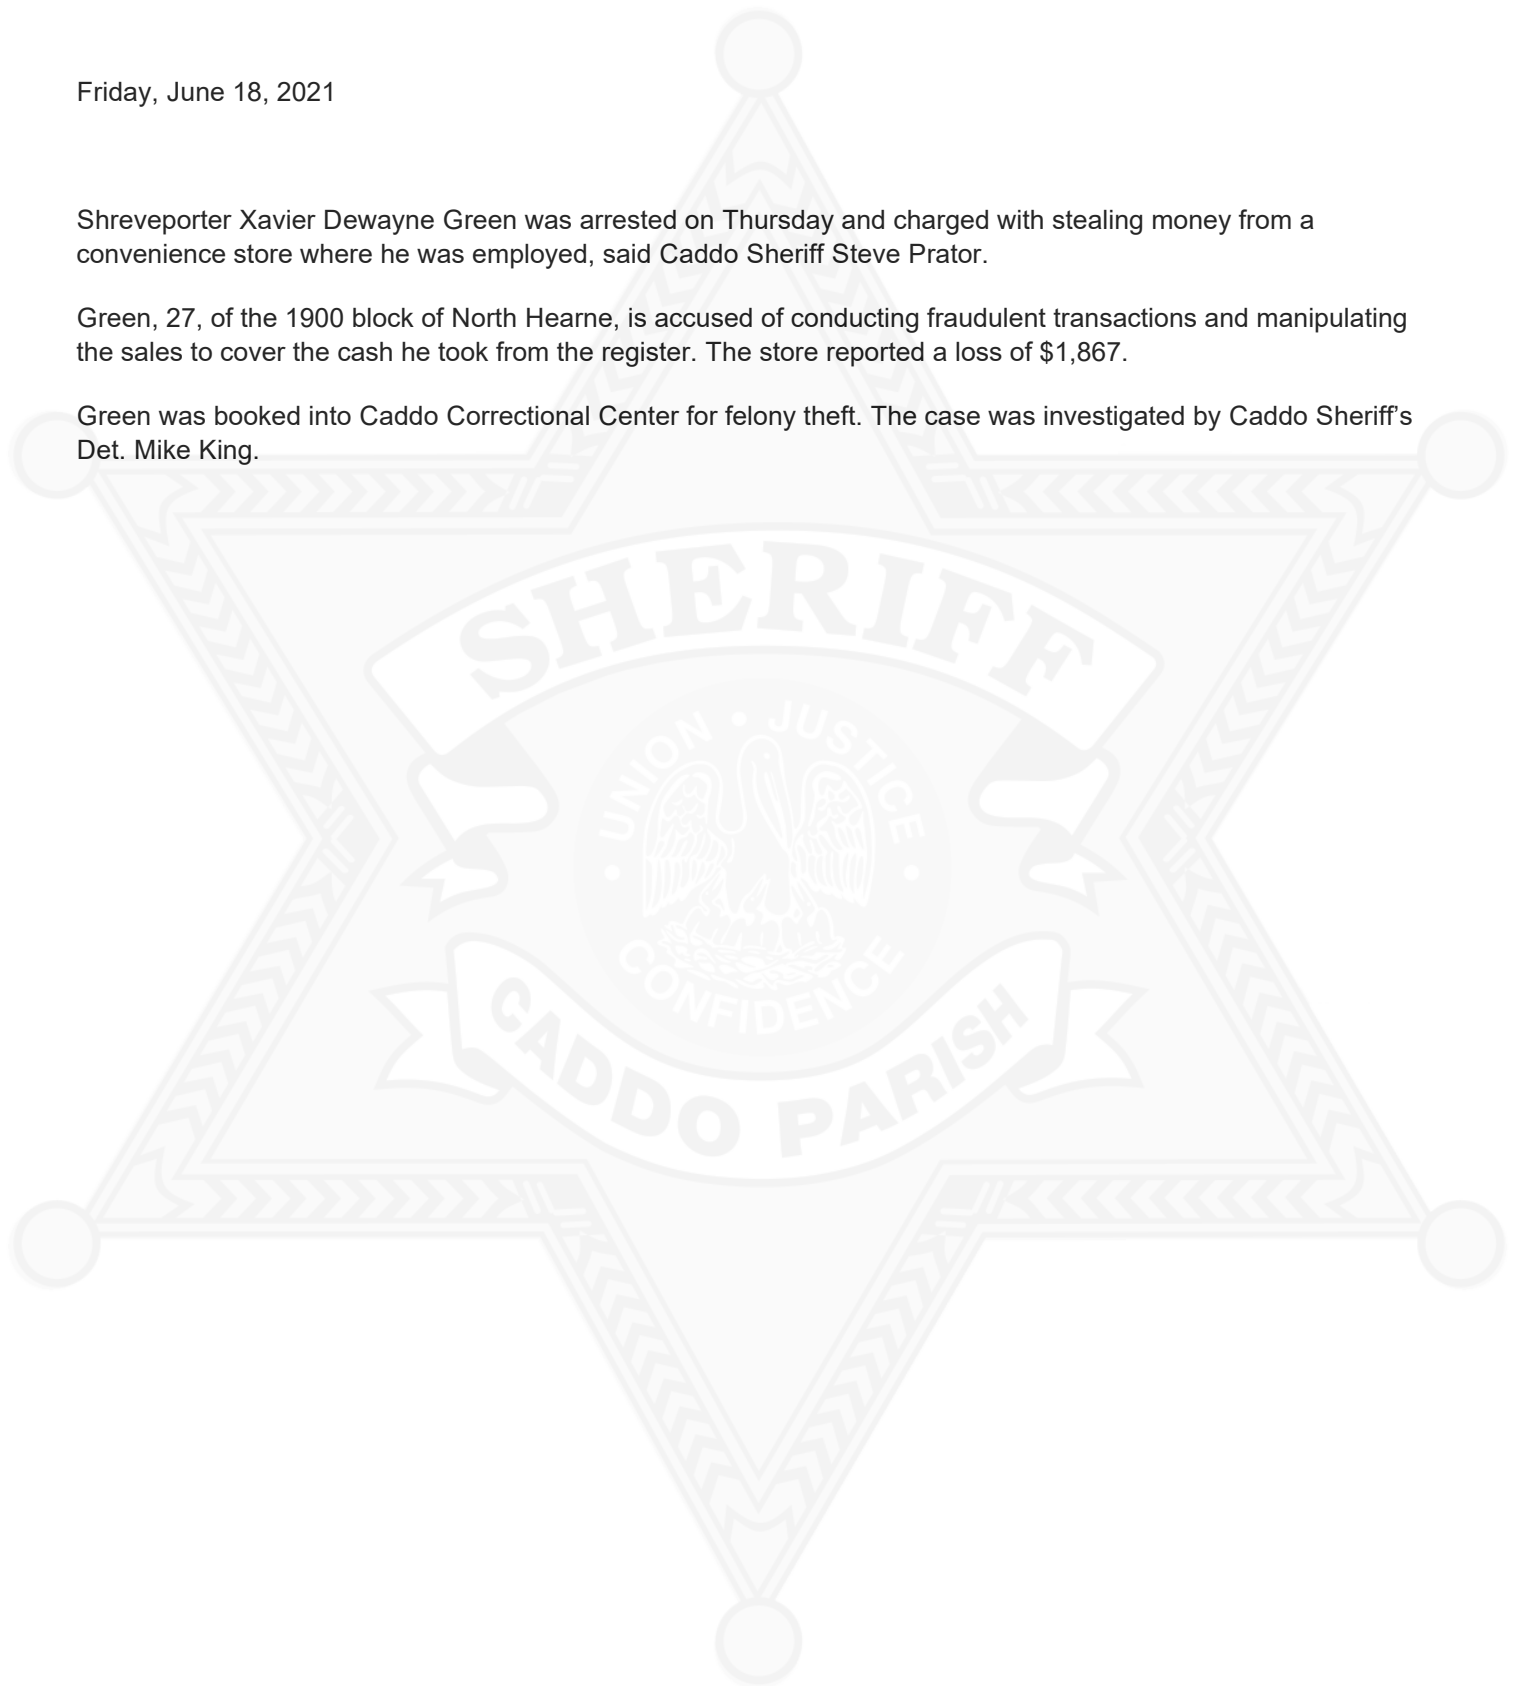 Friday, June 18, 2021
Shreveporter Xavier Dewayne Green was arrested on Thursday and charged with stealing money from a
convenience store where he was employed, said Caddo Sheriff Steve Prator.
Green, 27, of the 1900 block of North Hearne, is accused of conducting fraudulent transactions and manipulating
the sales to cover the cash he took from the register. The store reported a loss of $1,867.
Green was booked into Caddo Correctional Center for felony theft. The case was investigated by Caddo Sheriff’s
Det. Mike King.
SHERIFF
UNION • JUSTICE
• CONFIDENCE •
CADDO PARISH